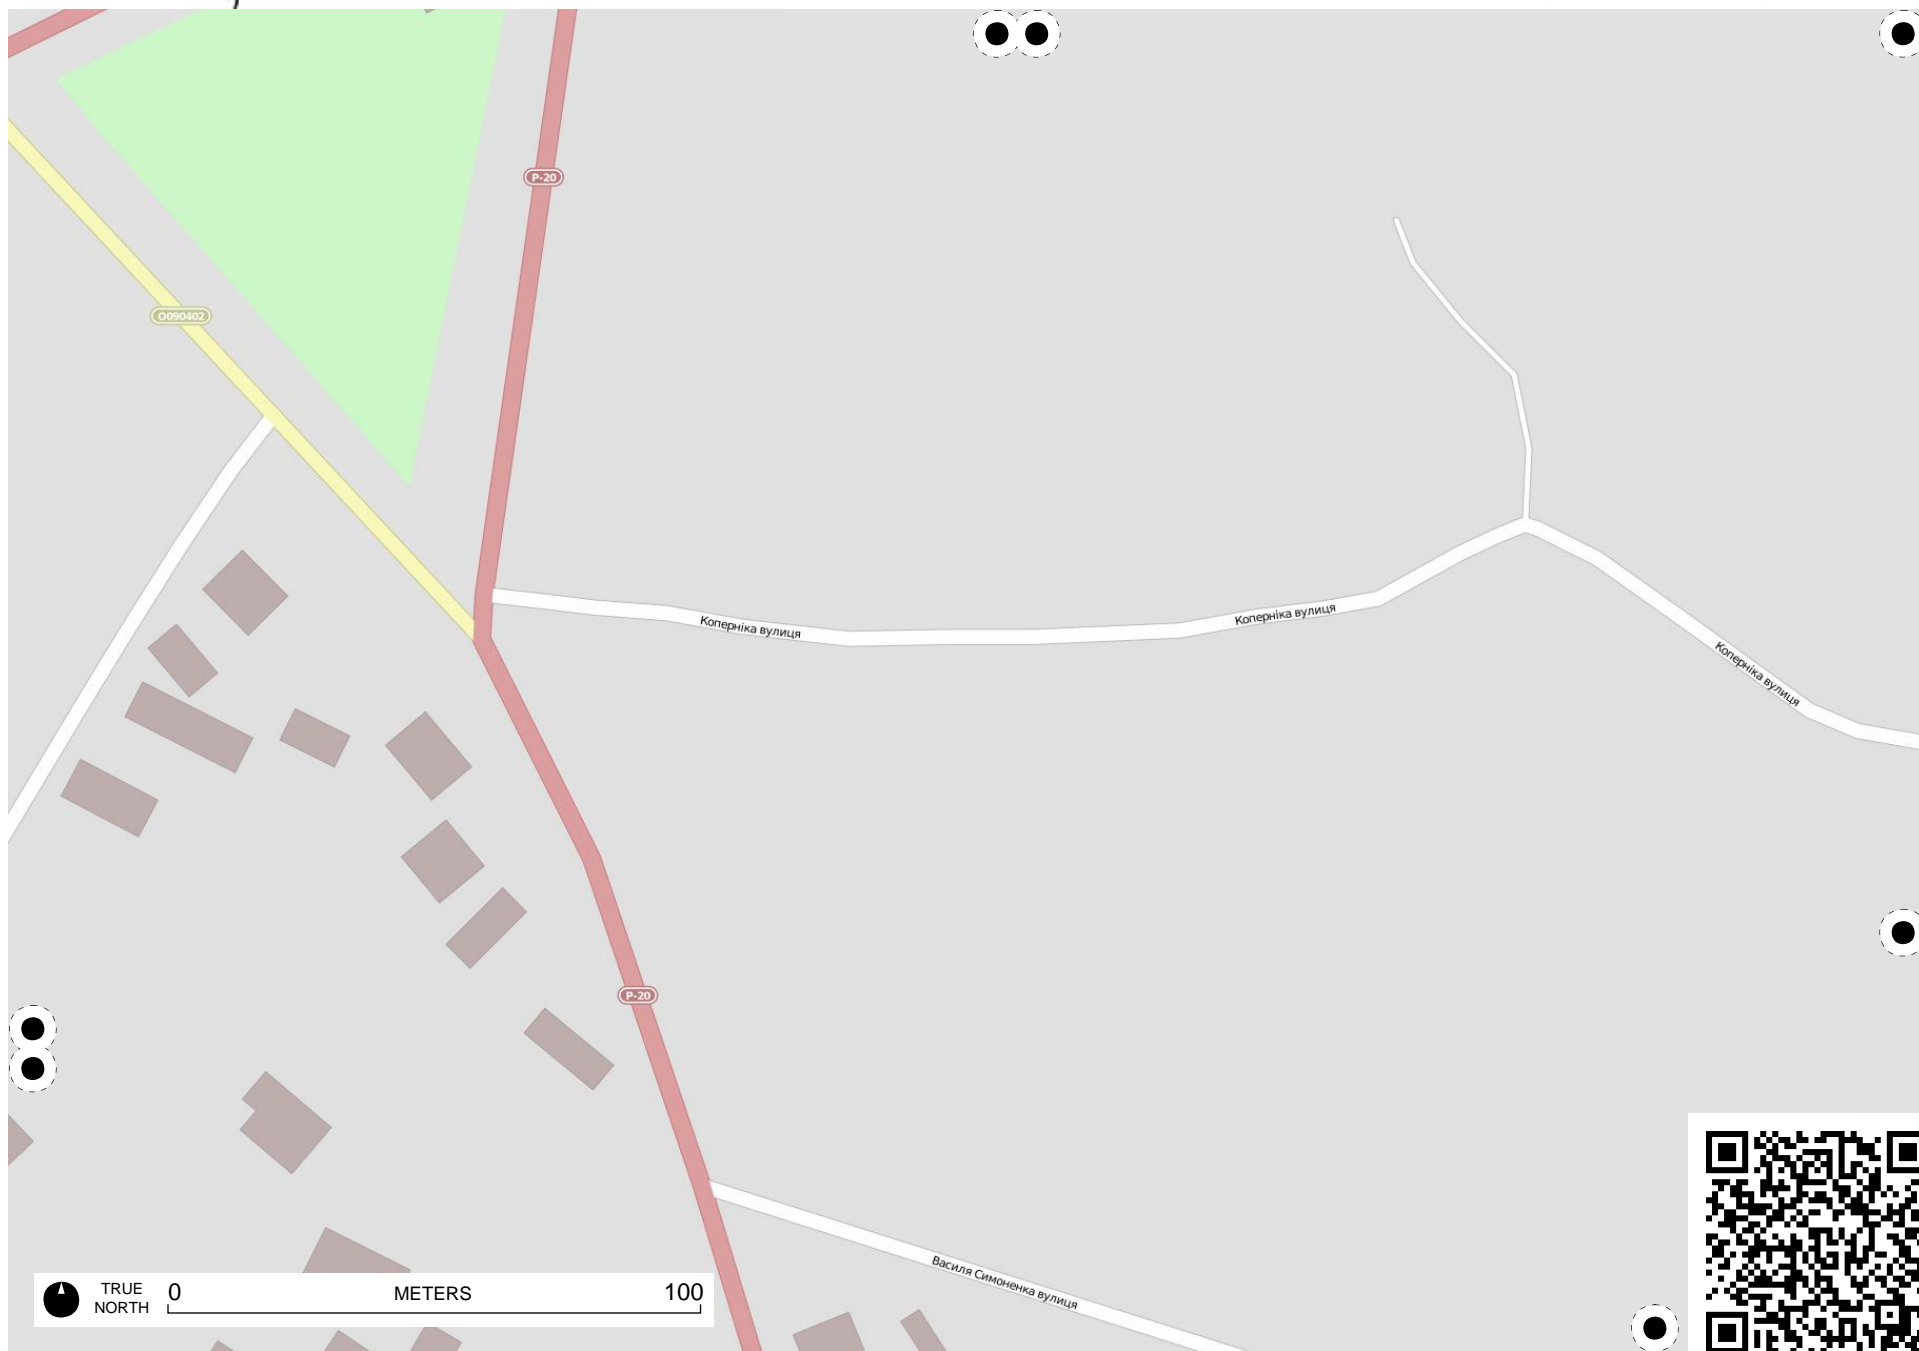 P-20
O090402
Коперніка вулиця
Коперніка вулиця
Коперніка вулиця
P-20
Василя Симоненка вулиця
TRUE NORTH
0 METERS 100